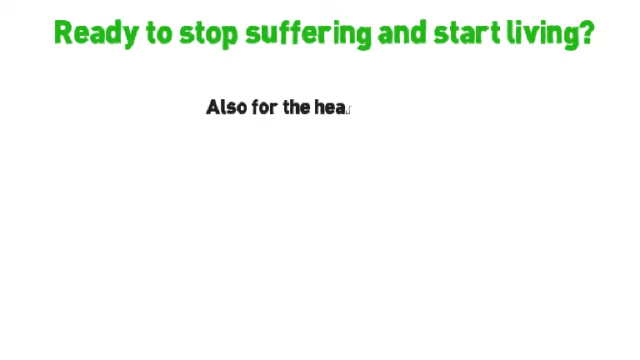 Ready to stop suffering and start living?
Also for the hea